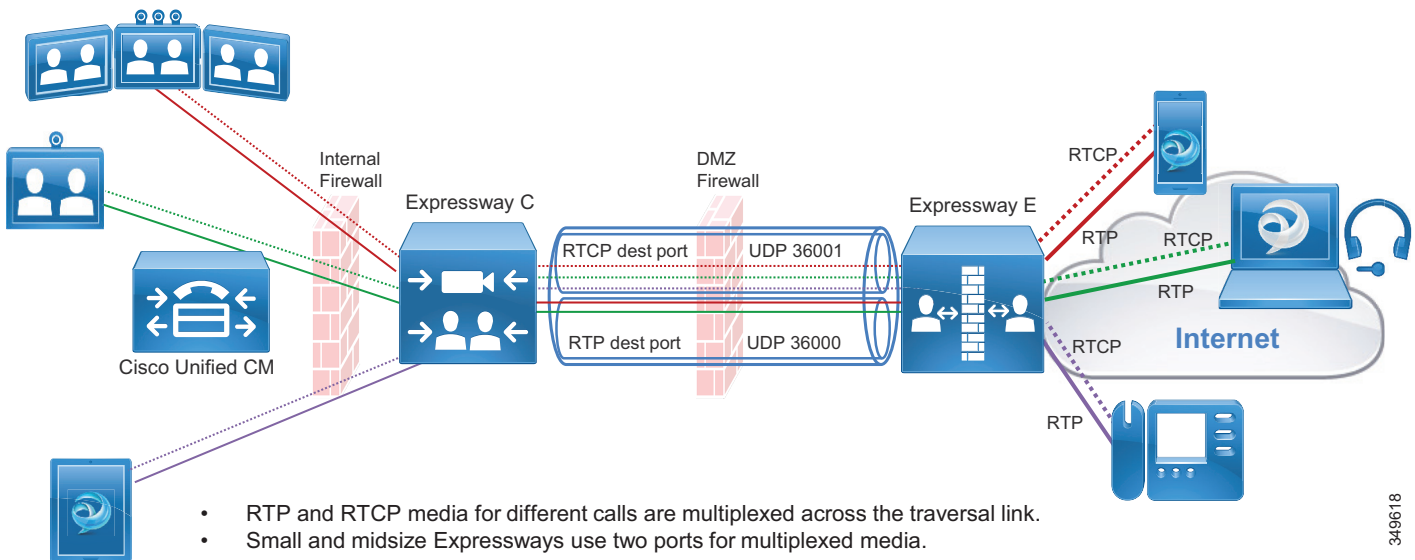 Internal
Firewall
DMZ
Firewall
Expressway C
Expressway E
RTCP
RTP
RTCP
RTP
Internet
RTCP
RTP
RTCP dest port UDP 36001
RTP dest port UDP 36000
Cisco Unified CM
• RTP and RTCP media for different calls are multiplexed across the traversal link.
• Small and midsize Expressways use two ports for multiplexed media.
349618